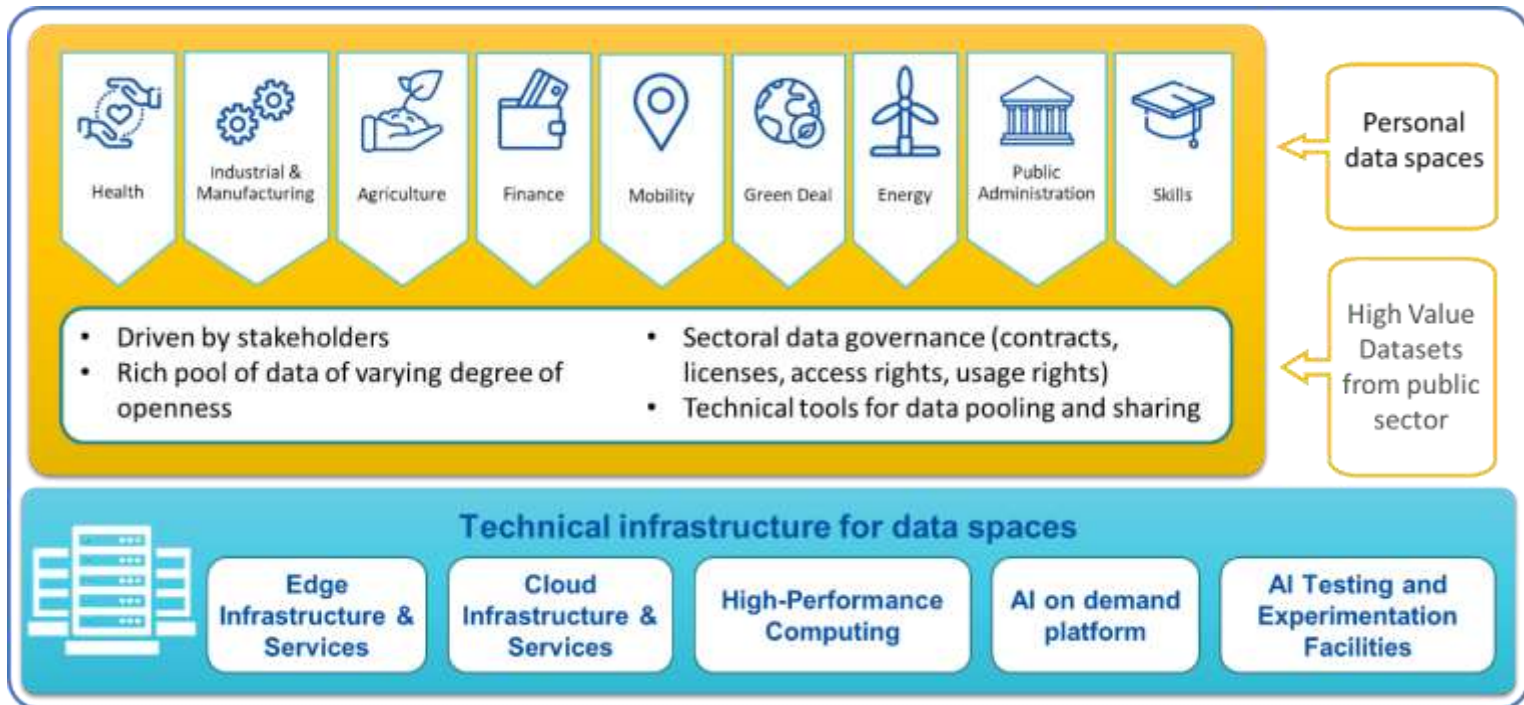 Health
Industrial &
Manufacturing
Agriculture
Finance
Mobility
Green Deal
Energy
Public
Administration
Skills
Personal
data spaces
• Driven by stakeholders
• Rich pool of data of varying degree of
openness
• Sectoral data governance (contracts,
licenses, access rights, usage rights)
• Technical tools for data pooling and sharing
High Value
Datasets
from public
sector
Technical infrastructure for data spaces
Edge
Infrastructure &
Services
Cloud
Infrastructure &
Services
High-Performance
Computing
AI on demand
platform
AI Testing and
Experimentation
Facilities